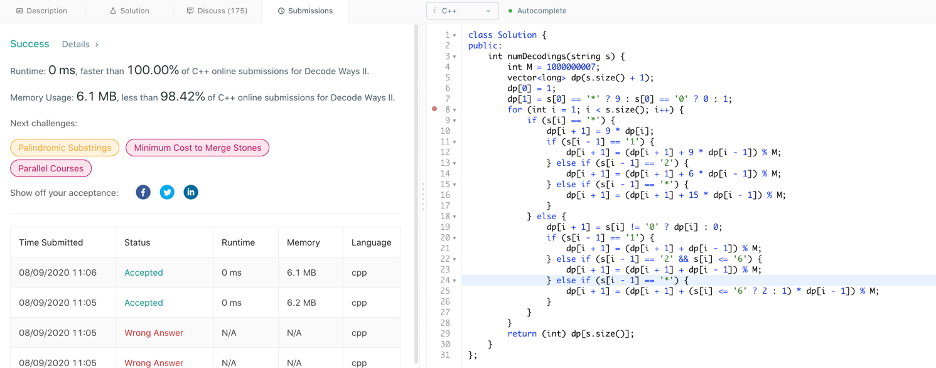 Description Solution Discuss (175) Submissions
Success Details >
Runtime: 0 ms, faster than 100.00% of C++ online submissions for Decode Ways II.
Memory Usage: 6.1 MB, less than 98.42% of C++ online submissions for Decode Ways II.
Next challenges:
Palindromic Substrings Minimum Cost to Merge Stones
Parallel Courses
Show off your acceptance:
Time Submitted Status Runtime Memory Language
08/09/2020 11:06 Accepted 0 ms 6.1 MB cpp
08/09/2020 11:05 Accepted 0 ms 6.2 MB cpp
08/09/2020 11:05 Wrong Answer N/A N/A cpp
08/09/2020 11:05 Wrong Answer N/A N/A cpp
i C++ Autocomplete
1 class Solution {
2 public:
3 int numDecodings(string s) {
4 int M = 1000000007;
5 vector<long> dp(s.size() + 1);
6 dp[0] = 1;
7 dp[1] = s[0] == '*' ? 9 : s[0] == '0' ? 0 : 1;
8 for (int i = 1; i < s.size(); i++) {
9 if (s[i] == '*') {
10 dp[i + 1] = 9 * dp[i];
11 if (s[i - 1] == '1') {
12 dp[i + 1] = (dp[i + 1] + 9 * dp[i - 1]) % M;
13 } else if (s[i - 1] == '2') {
14 dp[i + 1] = (dp[i + 1] + 6 * dp[i - 1]) % M;
15 } else if (s[i - 1] == '*') {
16 dp[i + 1] = (dp[i + 1] + 15 * dp[i - 1]) % M;
17 }
18 } else {
19 dp[i + 1] = s[i] != '0' ? dp[i] : 0;
20 if (s[i - 1] == '1') {
21 dp[i + 1] = (dp[i + 1] + dp[i - 1]) % M;
22 } else if (s[i - 1] == '2' && s[i] <= '6') {
23 dp[i + 1] = (dp[i + 1] + dp[i - 1]) % M;
24 } else if (s[i - 1] == '*') {
25 dp[i + 1] = (dp[i + 1] + (s[i] <= '6' ? 2 : 1) * dp[i - 1]) % M;
26 }
27 }
28 }
29 return (int) dp[s.size()];
30 }
31 };